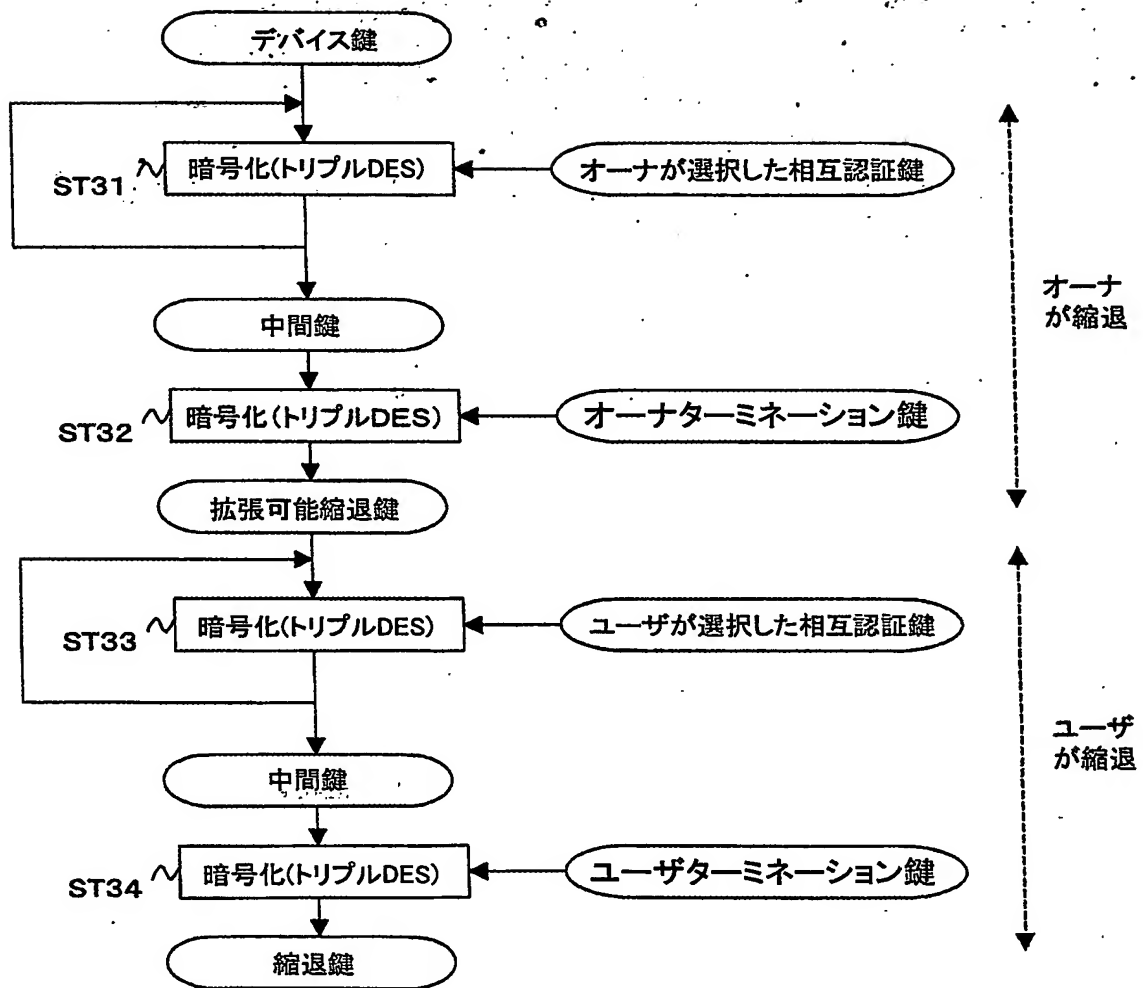 デバイス鍵
ST31
暗号化(トリプルDES)
オーナが選択した相互認証鍵
中間鍵
オーナ
が縮退
ST32
暗号化(トリプルDES)
オーナターミネーション鍵
拡張可能縮退鍵
ST33
暗号化(トリプルDES)
ユーザが選択した相互認証鍵
ユーザ
が縮退
中間鍵
ST34
暗号化(トリプルDES)
ユーザターミネーション鍵
縮退鍵